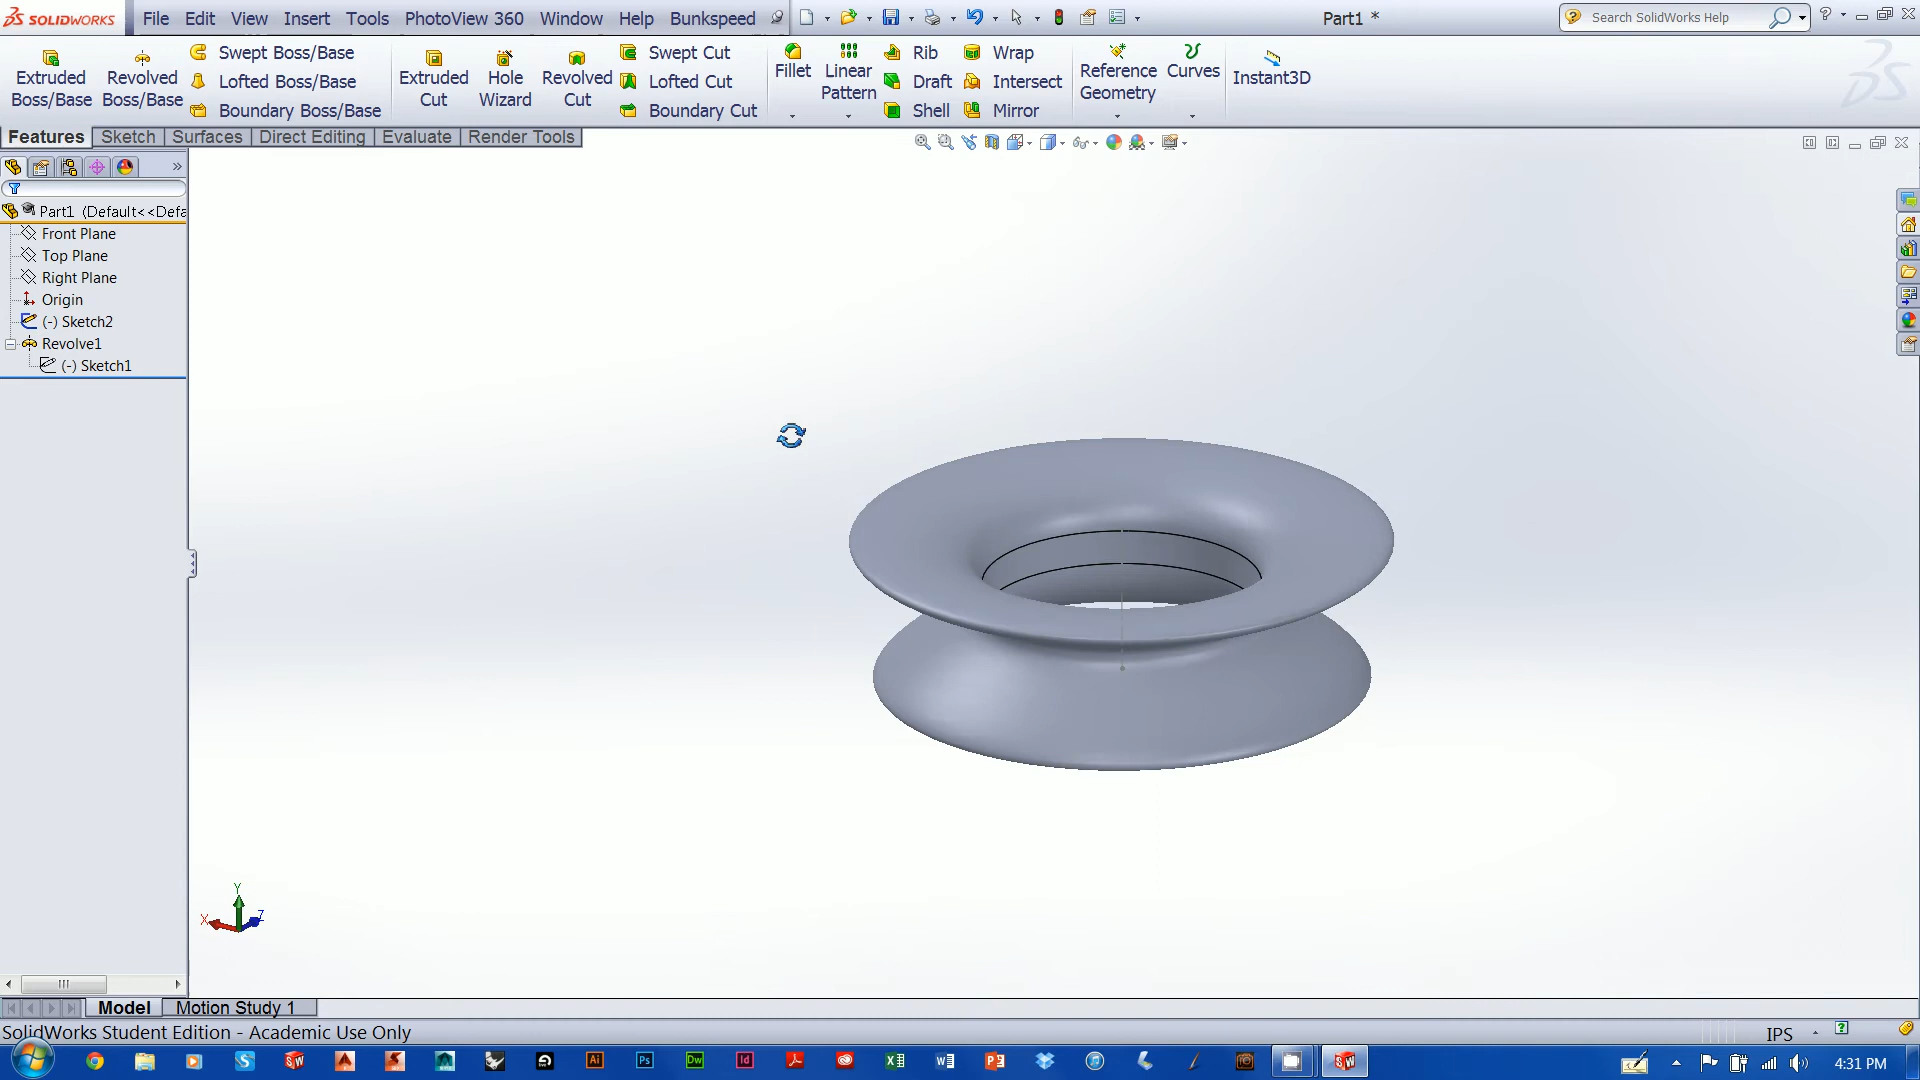 SOLIDWORKS File Edit View Insert Tools PhotoView 360 Window Help Bunkspeed Part1 * Search SolidWorks Help
Extruded Boss/Base
Revolved Boss/Base
Swept Boss/Base
Lofted Boss/Base
Boundary Boss/Base
Extruded Cut
Hole Wizard
Revolved Cut
Swept Cut
Lofted Cut
Boundary Cut
Fillet
Linear Pattern
Rib
Draft
Shell
Wrap
Intersect
Mirror
Reference Geometry
Curves
Instant3D
Features Sketch Surfaces Direct Editing Evaluate Render Tools
Part1 (Default<<Defa
Front Plane
Top Plane
Right Plane
Origin
(-) Sketch2
Revolve1
(-) Sketch1
Y
X
Z
Model Motion Study 1
SolidWorks Student Edition - Academic Use Only IPS
Ai Ps Dw Id 4:31 PM